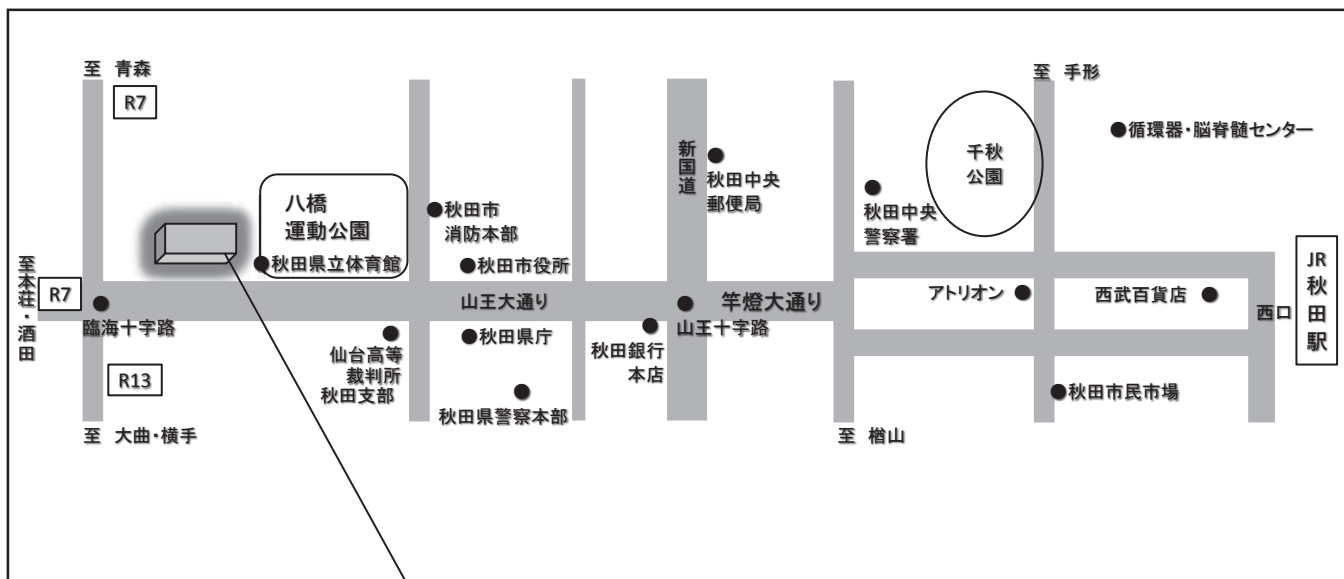 至 青森
R7
至 手形
循環器・脳脊髄センター
千秋
公園
新国道
秋田中央
郵便局
秋田中央
警察署
八橋
運動公園
秋田市
消防本部
秋田県立体育館
秋田市役所
至本荘・酒田
R7
臨海十字路
山王大通り
竿燈大通り
山王十字路
アトリオン
西武百貨店
西口
JR秋田駅
仙台高等
裁判所
秋田支部
秋田県庁
秋田銀行
本店
R13
秋田県警察本部
秋田市民市場
至 大曲・横手
至 楢山